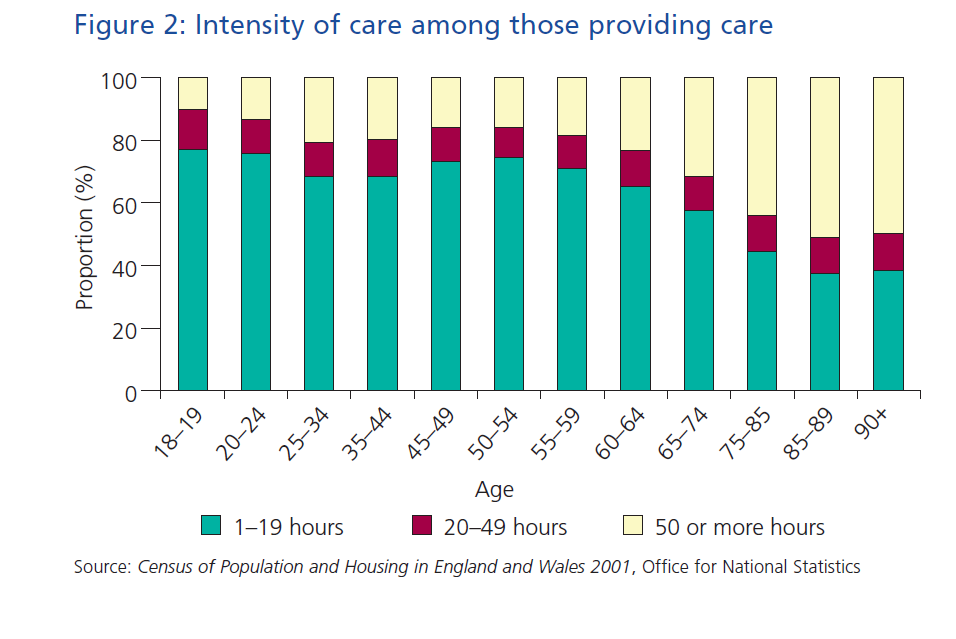 Figure 2: Intensity of care among those providing care
100
80
60
40
20
0
Proportion (%)
18–19
20–24
25–34
35–44
45–49
50–54
55–59
60–64
65–74
75–85
85–89
90+
Age
1–19 hours
20–49 hours
50 or more hours
Source: Census of Population and Housing in England and Wales 2001, Office for National Statistics